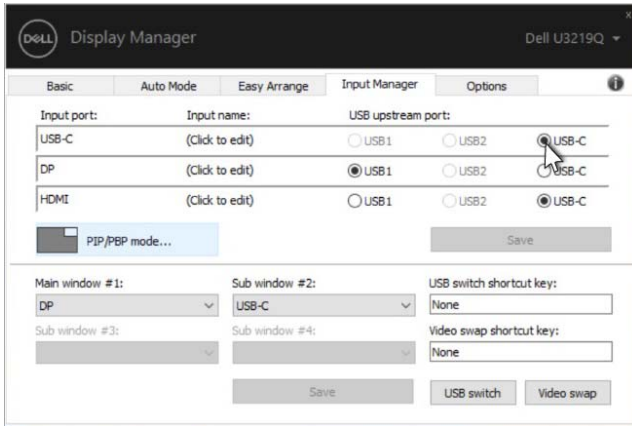 DELL Display Manager Dell U3219Q
Basic Auto Mode Easy Arrange Input Manager Options i
Input port: Input name: USB upstream port:
USB-C (Click to edit) USB1 USB2 USB-C
DP (Click to edit) USB1 USB2 USB-C
HDMI (Click to edit) USB1 USB2 USB-C
PIP/PBP mode... Save
Main window #1: Sub window #2: USB switch shortcut key:
DP USB-C None
Sub window #3: Sub window #4: Video swap shortcut key:
None
Save USB switch Video swap